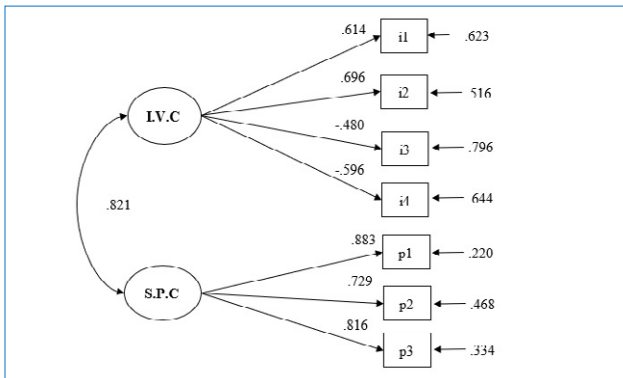 .614
i1
.623
.696
i2
516
I.V.C
-.480
i3
.796
-.596
i4
644
.821
.883
p1
.220
S.P.C
.729
p2
.468
.816
p3
.334